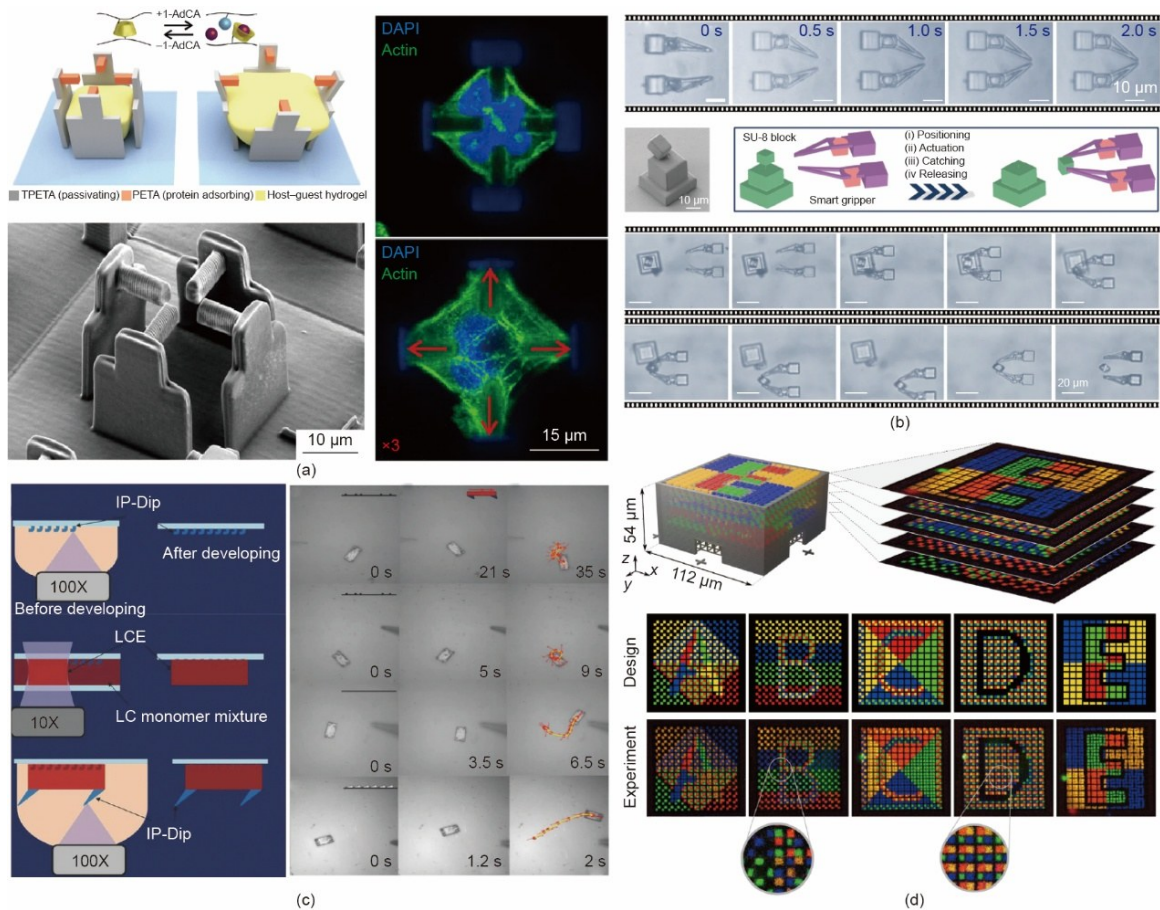 +1-AdCA
−1-AdCA
TPETA (passivating) PETA (protein adsorbing) Host–guest hydrogel
10 μm
DAPI
Actin
DAPI
Actin
×3
15 μm
(a)
0 s 0.5 s 1.0 s 1.5 s 2.0 s
10 μm
10 μm
SU-8 block
Smart gripper
(i) Positioning
(ii) Actuation
(iii) Catching
(iv Releasing
20 μm
(b)
IP-Dip
After developing
100X
Before developing
LCE
LC monomer mixture
10X
IP-Dip
100X
0 s 21 s 35 s
0 s 5 s 9 s
0 s 3.5 s 6.5 s
0 s 1.2 s 2 s
(c)
54 μm
112 μm
z
y x
Design
B C D E
Experiment
B C D E
(d)